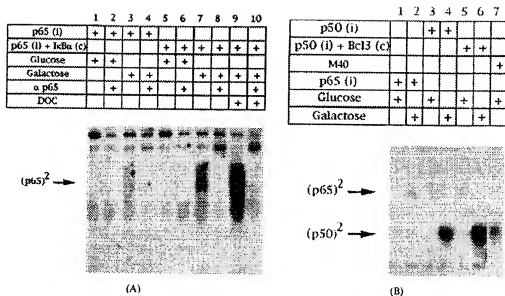 1 2 3 4 5 6 7 8 9 10
p65 (i) + + + +
p65 (i) + IκBα (c) + + + + + +
Glucose + + + +
Galactose + + + + + +
α p65 + + + + +
DOC + +
(p65)2
(A)
1 2 3 4 5 6 7
p50 (i) + +
p50 (i) + Bcl3 (c) + +
M40 +
p65 (i) + +
Glucose + + + +
Galactose + + +
(p65)2
(p50)2
(B)